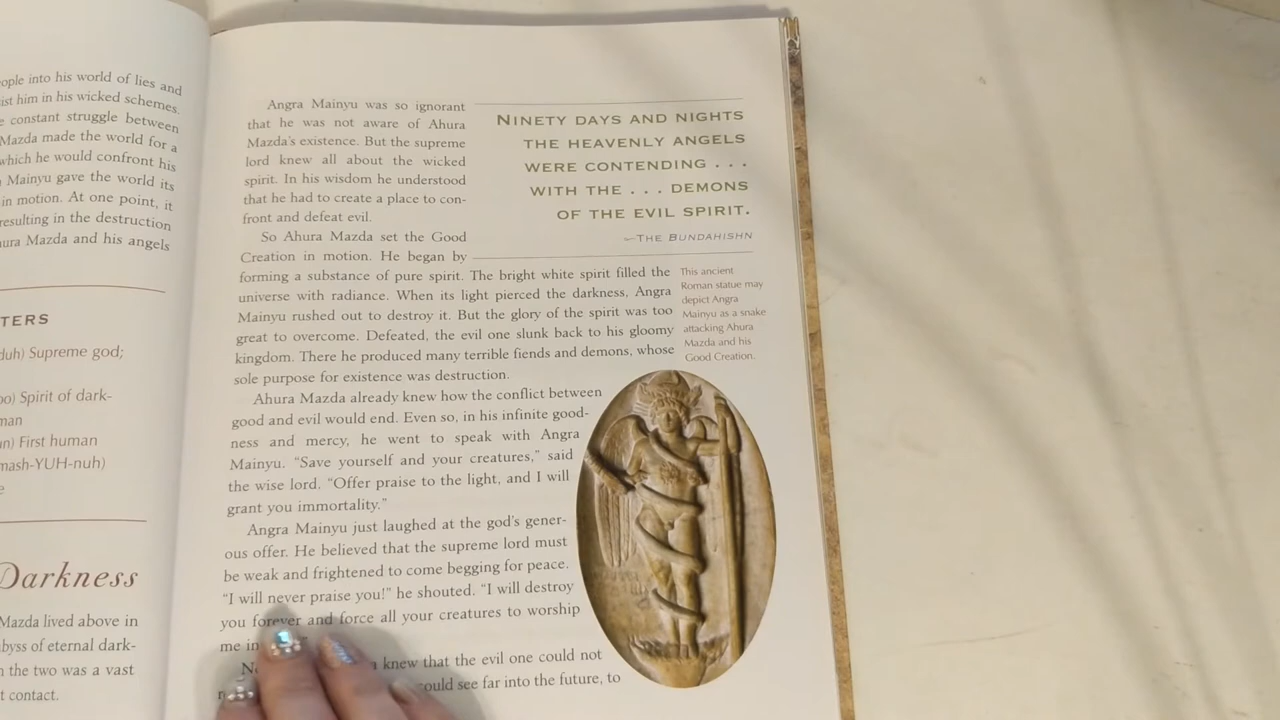 ople into his world of lies and
ist him in his wicked schemes.
e constant struggle between
Mazda made the world for a
which he would confront his
Mainyu gave the world its
in motion. At one point, it
resulting in the destruction
ura Mazda and his angels
TERS
duh) Supreme god;
oo) Spirit of dark-
man
un) First human
mash-YUH-nuh)
e
Darkness
Mazda lived above in
byss of eternal dark-
n the two was a vast
t contact.
Angra Mainyu was so ignorant
that he was not aware of Ahura
Mazda's existence. But the supreme
lord knew all about the wicked
spirit. In his wisdom he understood
that he had to create a place to con-
front and defeat evil.
So Ahura Mazda set the Good
Creation in motion. He began by
forming a substance of pure spirit. The bright white spirit filled the
universe with radiance. When its light pierced the darkness, Angra
Mainyu rushed out to destroy it. But the glory of the spirit was too
great to overcome. Defeated, the evil one slunk back to his gloomy
kingdom. There he produced many terrible fiends and demons, whose
sole purpose for existence was destruction.
Ahura Mazda already knew how the conflict between
good and evil would end. Even so, in his infinite good-
ness and mercy, he went to speak with Angra
Mainyu. "Save yourself and your creatures," said
the wise lord. "Offer praise to the light, and I will
grant you immortality."
Angra Mainyu just laughed at the god's gener-
ous offer. He believed that the supreme lord must
be weak and frightened to come begging for peace.
"I will never praise you!" he shouted. "I will destroy
you forever and force all your creatures to worship
me in
knew that the evil one could not
could see far into the future, to
NINETY DAYS AND NIGHTS
THE HEAVENLY ANGELS
WERE CONTENDING . . .
WITH THE . . . DEMONS
OF THE EVIL SPIRIT.
—THE BUNDAHISHN
This ancient
Roman statue may
depict Angra
Mainyu as a snake
attacking Ahura
Mazda and his
Good Creation.